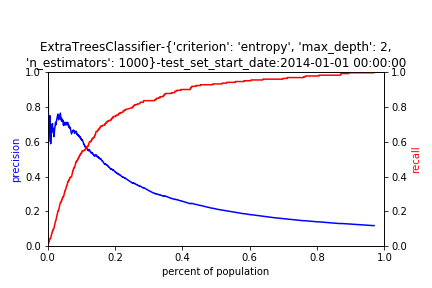 ExtraTreesClassifier-{'criterion': 'entropy', 'max_depth': 2,
'n_estimators': 1000}-test_set_start_date:2014-01-01 00:00:00
1.0
0.8
0.6
0.4
0.2
0.0
precision
1.0
0.8
0.6
0.4
0.2
0.0
recall
0.0 0.2 0.4 0.6 0.8 1.0
percent of population